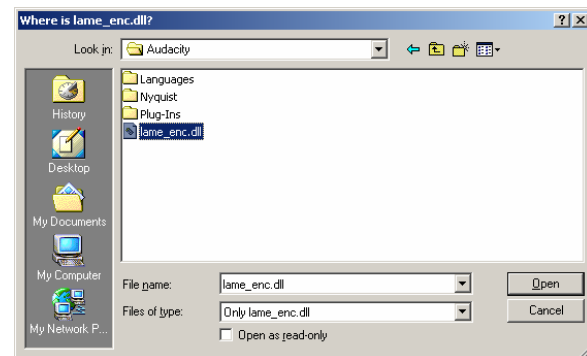 Where is lame_enc.dll?
Look in: Audacity
History
Desktop
My Documents
My Computer
My Network P...
Languages
Nyquist
Plug-Ins
lame_enc.dll
File name: lame_enc.dll Open
Files of type: Only lame_enc.dll Cancel
Open as read-only